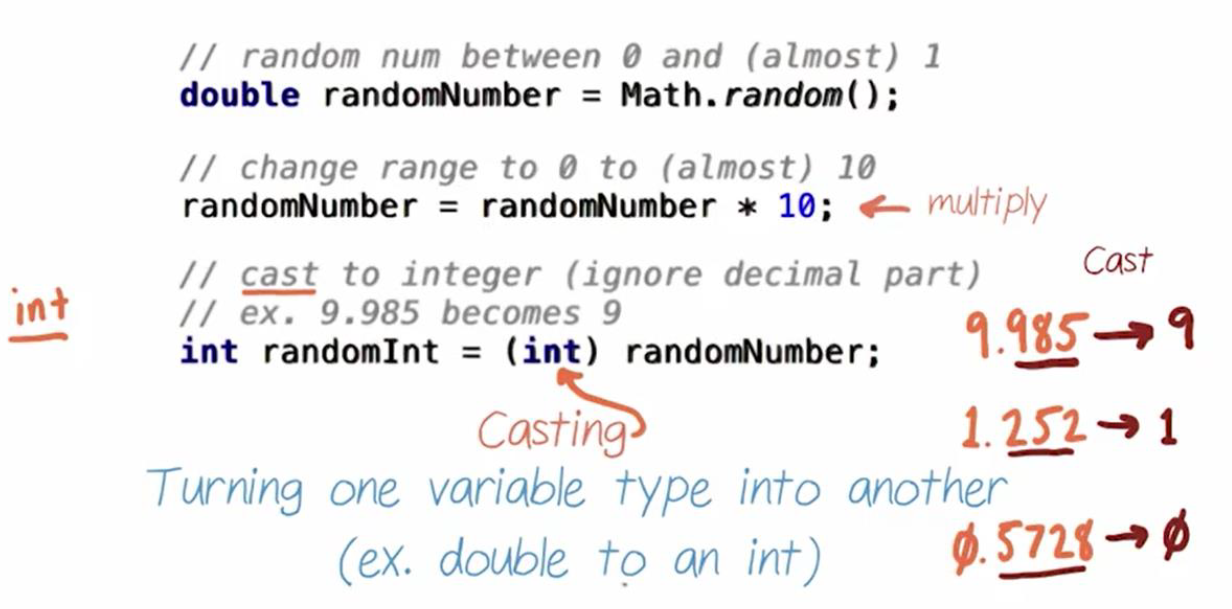 // random num between 0 and (almost) 1
double randomNumber = Math.random();
// change range to 0 to (almost) 10
randomNumber = randomNumber * 10; ← multiply
// cast to integer (ignore decimal part)
// ex. 9.985 becomes 9
int randomInt = (int) randomNumber;
int
Casting
Turning one variable type into another
(ex. double to an int)
Cast
9.985 → 9
1.252 → 1
0.5728 → 0